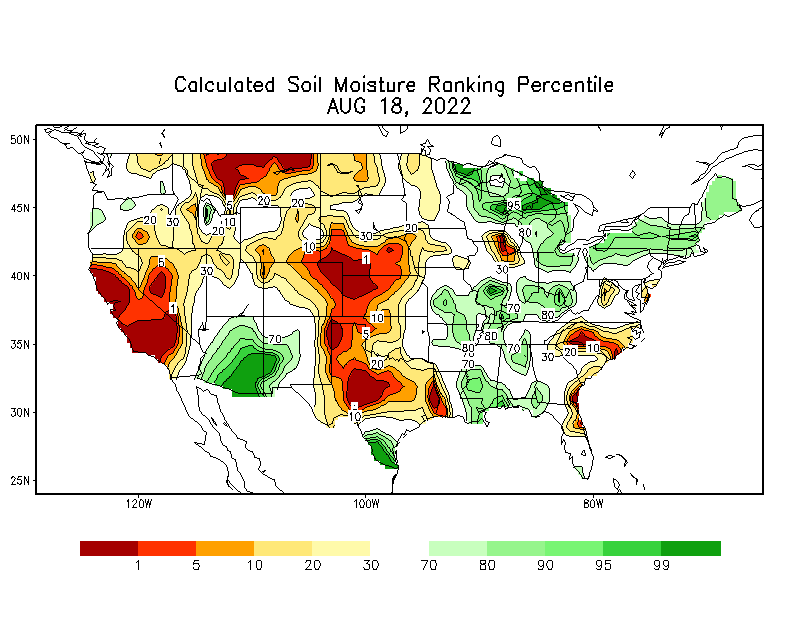 Calculated Soil Moisture Ranking Percentile
AUG 18, 2022
50N
45N
40N
35N
30N
25N
120W 100W 80W
5 20 20 95
20 30 10 20 80
10 30 20 70
5 30 1 30
1 10 70 80
70 5 80 80 70
30 20 10
20 70
10
1 5 10 20 30 70 80 90 95 99